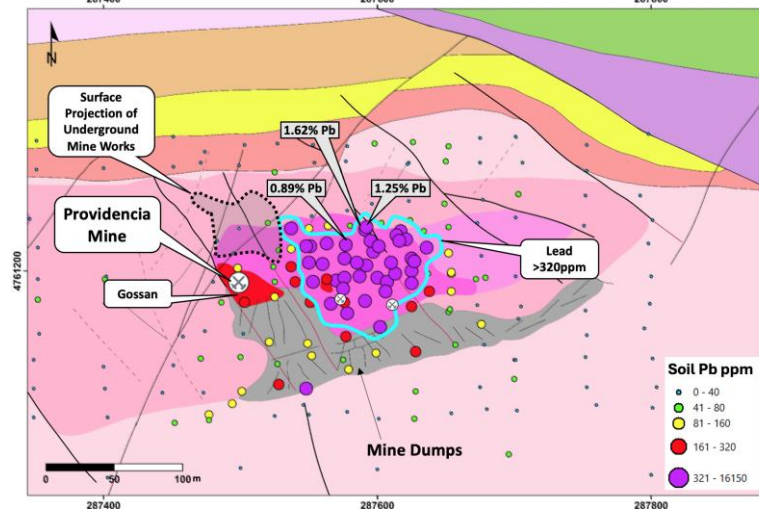 287400
287600
287800
N
Surface
Projection of
Underground
Mine Works
1.62% Pb
0.89% Pb
1.25% Pb
Providencia
Mine
Lead
>320ppm
4761200
Gossan
Soil Pb ppm
0 - 40
41 - 80
81 - 160
161 - 320
321 - 16150
Mine Dumps
0 50 100 m
287400
287600
287800